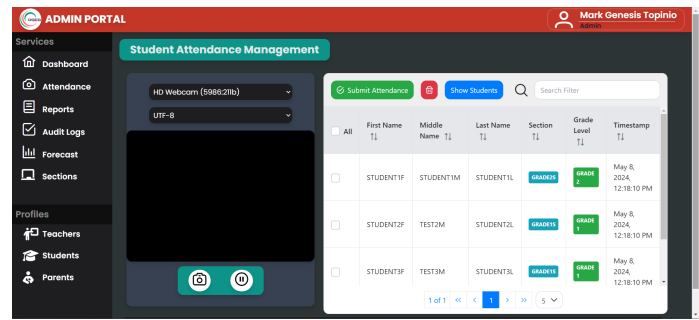 ADMIN PORTAL
Mark Genesis Topinio
Admin
Services
Dashboard
Attendance
Reports
Audit Logs
Forecast
Sections
Profiles
Teachers
Students
Parents
Student Attendance Management
HD Webcam (5986:211b)
UTF-8
Submit Attendance
Show Students
Search Filter
All
First Name
Middle Name
Last Name
Section
Grade Level
Timestamp
STUDENT1F STUDENT1M STUDENT1L GRADE2S GRADE 2 May 8, 2024, 12:18:10 PM
STUDENT2F TEST2M STUDENT2L GRADE1S GRADE 1 May 8, 2024, 12:18:10 PM
STUDENT3F TEST3M STUDENT3L GRADE1S GRADE 1 May 8, 2024, 12:18:10 PM
1 of 1 << < 1 > >> 5